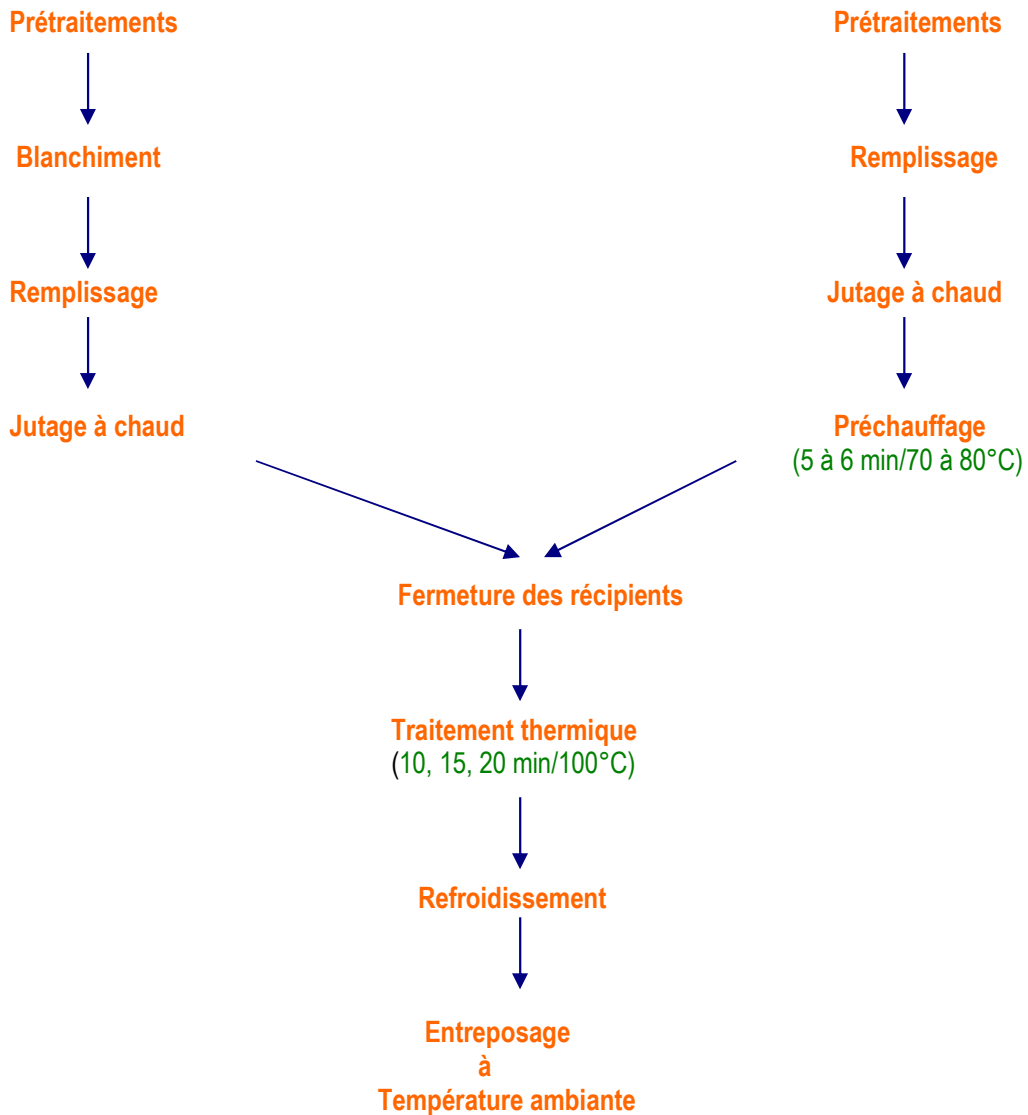 Prétraitements
Blanchiment
Remplissage
Jutage à chaud
Prétraitements
Remplissage
Jutage à chaud
Préchauffage
(5 à 6 min/70 à 80°C)
Fermeture des récipients
Traitement thermique
(10, 15, 20 min/100°C)
Refroidissement
Entreposage
à
Température ambiante